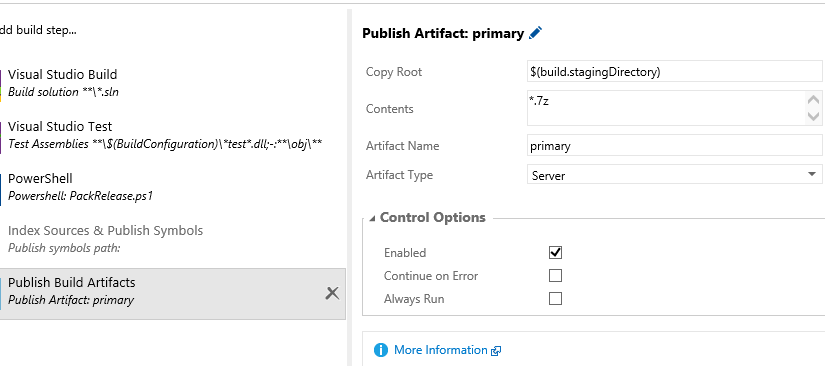 dd build step...
Visual Studio Build
Build solution **\*.sln
Visual Studio Test
Test Assemblies **\$(BuildConfiguration)\*test*.dll;-:**\obj\**
PowerShell
Powershell: PackRelease.ps1
Index Sources & Publish Symbols
Publish symbols path:
Publish Build Artifacts
Publish Artifact: primary
Publish Artifact: primary
Copy Root
$(build.stagingDirectory)
Contents
*.7z
Artifact Name
primary
Artifact Type
Server
Control Options
Enabled
Continue on Error
Always Run
More Information